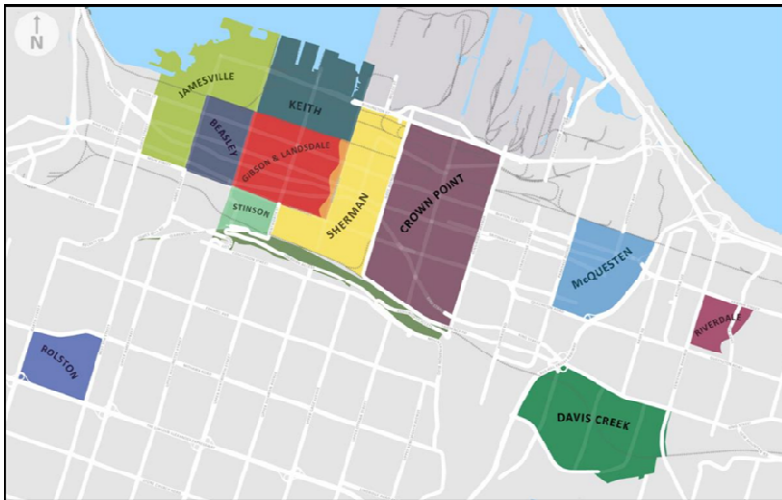 N
JAMESVILLE
KEITH
BEASLEY
GIBSON & LANDSDALE
STINSON
SHERMAN
CROWN POINT
McQUESTEN
RIVERDALE
ROLSTON
DAVIS CREEK